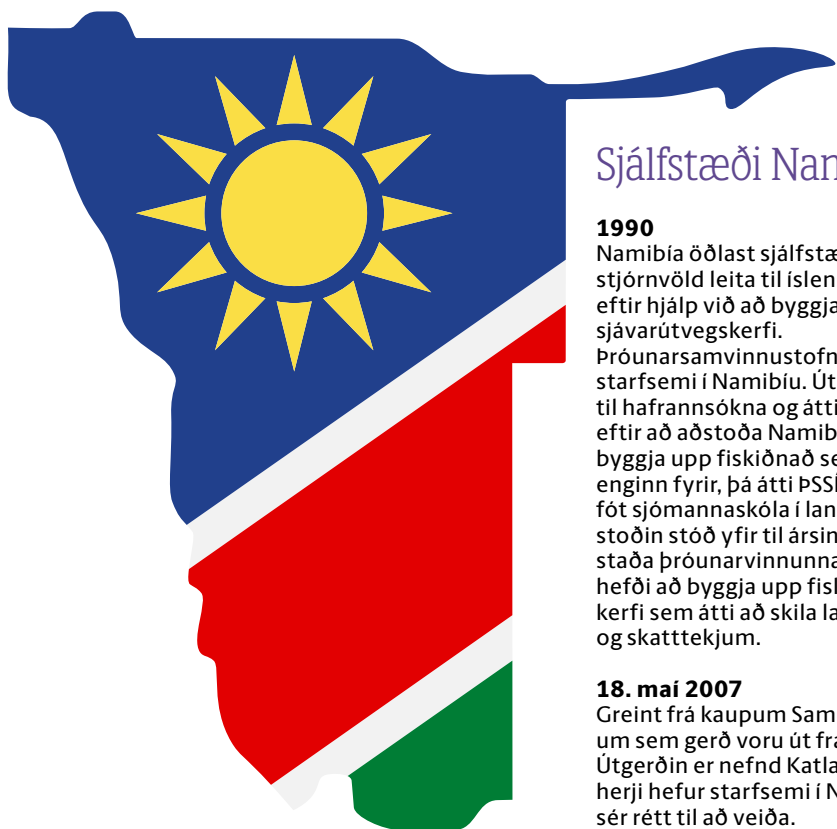 Sjálfstæði Nam
1990
Namibía öðlast sjálfstæ
stjórnvöld leita til íslen
eftir hjálp við að byggja
sjávarútvegskerfi.
Þróunarsamvinnustofn
starfsemi í Namibíu. Út
til hafrannsókna og átti
eftir að aðstoða Namib
byggja upp fiskiðnað se
enginn fyrir, þá átti ÞSSÍ
fót sjómannaskóla í lan
stoðin stóð yfir til ársin
staða þróunarvinnunna
hefði að byggja upp fisk
kerfi sem átti að skila la
og skatttekjum.
18. maí 2007
Greint frá kaupum Sam
um sem gerð voru út fra
Útgerðin er nefnd Katla
herji hefur starfsemi í N
sér rétt til að veiða.